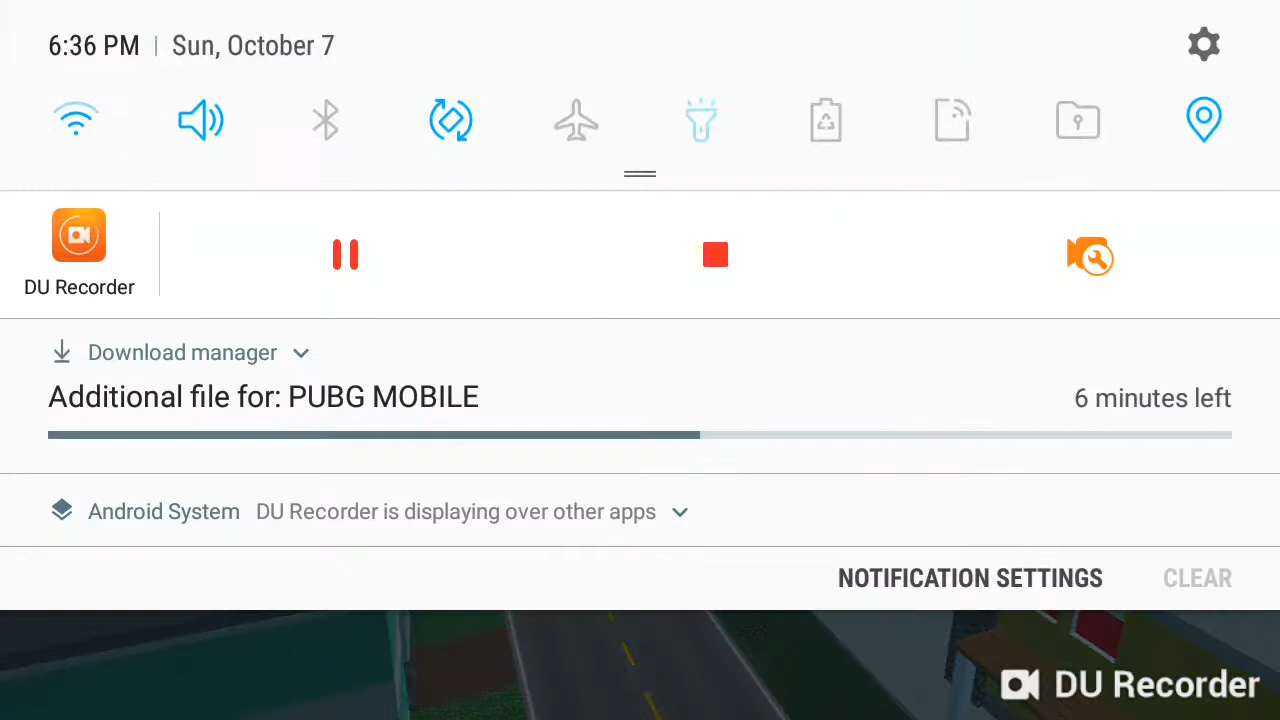 6:36 PM | Sun, October 7
DU Recorder
Download manager
Additional file for: PUBG MOBILE
6 minutes left
Android System DU Recorder is displaying over other apps
NOTIFICATION SETTINGS CLEAR
DU Recorder